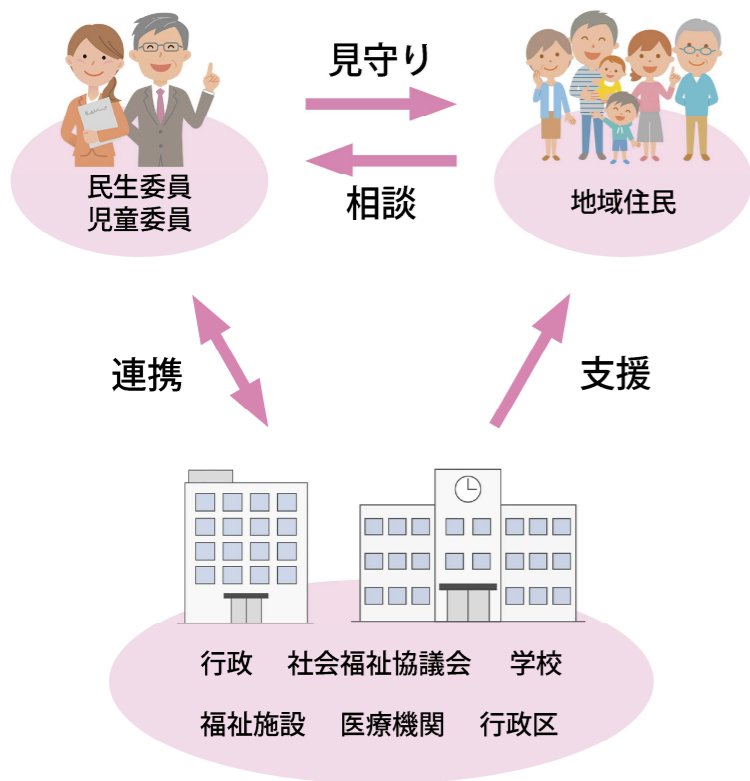 見守り
民生委員
児童委員
相談
地域住民
連携
支援
行政 社会福祉協議会 学校
福祉施設 医療機関 行政区